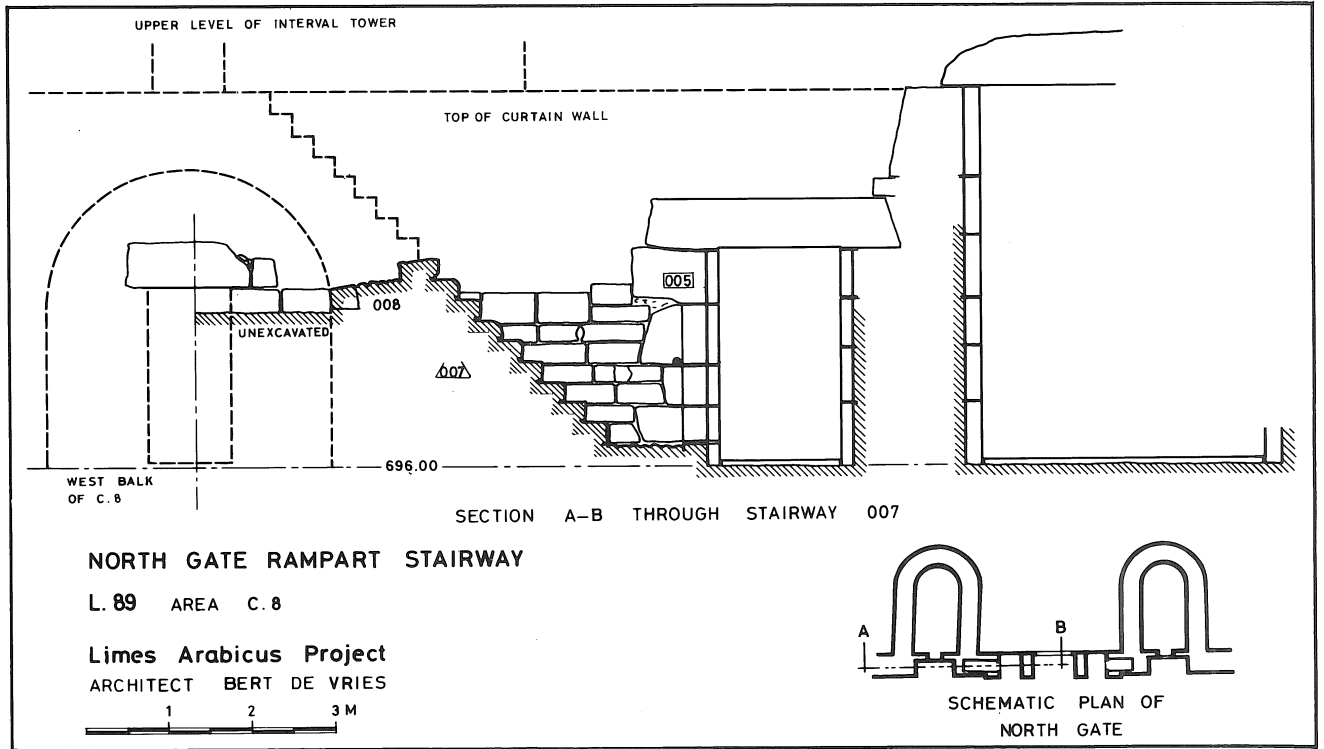 UPPER LEVEL OF INTERVAL TOWER
TOP OF CURTAIN WALL
005
008
UNEXCAVATED
007
696.00
WEST BALK
OF C.8
SECTION A–B THROUGH STAIRWAY 007
NORTH GATE RAMPART STAIRWAY
L. 89 AREA C. 8
Limes Arabicus Project
ARCHITECT BERT DE VRIES
1 2 3 M
A B
SCHEMATIC PLAN OF
NORTH GATE